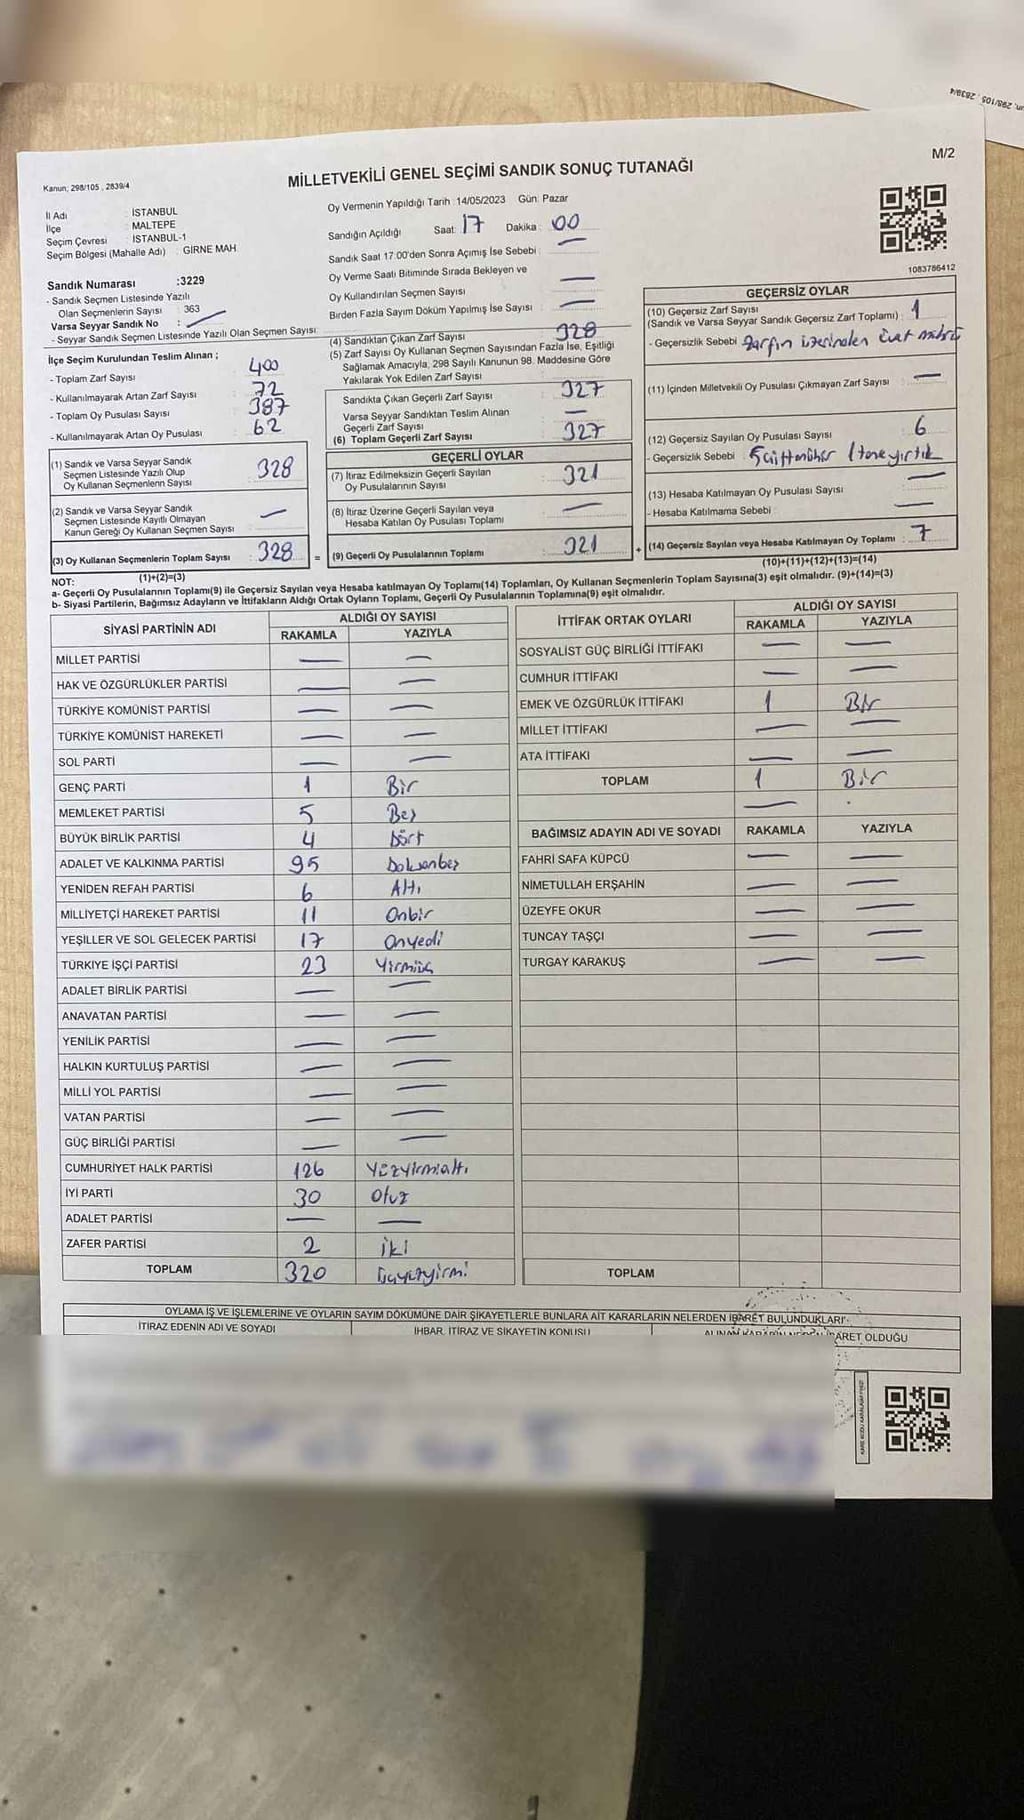 un, 298/105 , 2839/4
M/2
Kanun; 298/105 , 2839/4
MİLLETVEKİLİ GENEL SEÇİMİ SANDIK SONUÇ TUTANAĞI
İl Adı : İSTANBUL
İlçe : MALTEPE
Seçim Çevresi : İSTANBUL-1
Seçim Bölgesi (Mahalle Adı) : GİRNE MAH.
Sandık Numarası :3229
- Sandık Seçmen Listesinde Yazılı
Olan Seçmenlerin Sayısı : 363
Varsa Seyyar Sandık No : —
- Seyyar Sandık Seçmen Listesinde Yazılı Olan Seçmen Sayısı:
Oy Vermenin Yapıldığı Tarih :14/05/2023 Gün: Pazar
Sandığın Açıldığı Saat: 17 Dakika : 00
Sandık Saat 17:00'den Sonra Açımış İse Sebebi : —
Oy Verme Saati Bitiminde Sırada Bekleyen ve
Oy Kullandırılan Seçmen Sayısı : —
Birden Fazla Sayım Döküm Yapılmış İse Sayısı : —
1083786412
İlçe Seçim Kurulundan Teslim Alınan ;
- Toplam Zarf Sayısı : 400
- Kullanılmayarak Artan Zarf Sayısı : 72
- Toplam Oy Pusulası Sayısı : 387
- Kullanılmayarak Artan Oy Pusulası : 62
(1) Sandık ve Varsa Seyyar Sandık
Seçmen Listesinde Yazılı Olup
Oy Kullanan Seçmenlerin Sayısı : 328
(2) Sandık ve Varsa Seyyar Sandık
Seçmen Listesinde Kayıtlı Olmayan
Kanun Gereği Oy Kullanan Seçmen Sayısı : —
(3) Oy Kullanan Seçmenlerin Toplam Sayısı : 328
(1)+(2)=(3)
(4) Sandıktan Çıkan Zarf Sayısı : 328
(5) Zarf Sayısı Oy Kullanan Seçmen Sayısından Fazla İse, Eşitliği
Sağlamak Amacıyla, 298 Sayılı Kanunun 98. Maddesine Göre
Yakılarak Yok Edilen Zarf Sayısı :
Sandıkta Çıkan Geçerli Zarf Sayısı : 327
Varsa Seyyar Sandıktan Teslim Alınan
Geçerli Zarf Sayısı : —
(6) Toplam Geçerli Zarf Sayısı : 327
GEÇERLİ OYLAR
(7) İtiraz Edilmeksizin Geçerli Sayılan
Oy Pusulalarının Sayısı : 321
(8) İtiraz Üzerine Geçerli Sayılan veya
Hesaba Katılan Oy Pusulası Toplamı : —
= (9) Geçerli Oy Pusulalarının Toplamı : 321 +
GEÇERSİZ OYLAR
(10) Geçersiz Zarf Sayısı
(Sandık ve Varsa Seyyar Sandık Geçersiz Zarf Toplamı) : 1
- Geçersizlik Sebebi : Zarfın üzerinden Evet mührü
(11) İçinden Milletvekili Oy Pusulası Çıkmayan Zarf Sayısı : —
(12) Geçersiz Sayılan Oy Pusulası Sayısı : 6
- Geçersizlik Sebebi : 5 çift mühür 1 tane yırtık
(13) Hesaba Katılmayan Oy Pusulası Sayısı : —
- Hesaba Katılmama Sebebi : —
(14) Geçersiz Sayılan veya Hesaba Katılmayan Oy Toplamı : 7
(10)+(11)+(12)+(13)=(14)
NOT:
a- Geçerli Oy Pusulalarının Toplamı(9) ile Geçersiz Sayılan veya Hesaba katılmayan Oy Toplamı(14) Toplamları, Oy Kullanan Seçmenlerin Toplam Sayısına(3) eşit olmalıdır. (9)+(14)=(3)
b- Siyasi Partilerin, Bağımsız Adayların ve İttifakların Aldığı Ortak Oyların Toplamı, Geçerli Oy Pusulalarının Toplamına(9) eşit olmalıdır.
SİYASİ PARTİNİN ADI ALDIĞI OY SAYISI
RAKAMLA YAZIYLA
MİLLET PARTİSİ — —
HAK VE ÖZGÜRLÜKLER PARTİSİ — —
TÜRKİYE KOMÜNİST PARTİSİ — —
TÜRKİYE KOMÜNİST HAREKETİ — —
SOL PARTİ — —
GENÇ PARTİ 1 Bir
MEMLEKET PARTİSİ 5 Beş
BÜYÜK BİRLİK PARTİSİ 4 Dört
ADALET VE KALKINMA PARTİSİ 95 Doksanbeş
YENİDEN REFAH PARTİSİ 6 Altı
MİLLİYETÇİ HAREKET PARTİSİ 11 Onbir
YEŞİLLER VE SOL GELECEK PARTİSİ 17 Onyedi
TÜRKİYE İŞÇİ PARTİSİ 23 Yirmiüç
ADALET BİRLİK PARTİSİ — —
ANAVATAN PARTİSİ — —
YENİLİK PARTİSİ — —
HALKIN KURTULUŞ PARTİSİ — —
MİLLİ YOL PARTİSİ — —
VATAN PARTİSİ — —
GÜÇ BİRLİĞİ PARTİSİ — —
CUMHURİYET HALK PARTİSİ 126 Yüzyirmialtı
İYİ PARTİ 30 Otuz
ADALET PARTİSİ — —
ZAFER PARTİSİ 2 İki
TOPLAM 320 Üçyüzyirmi
İTTİFAK ORTAK OYLARI ALDIĞI OY SAYISI
RAKAMLA YAZIYLA
SOSYALİST GÜÇ BİRLİĞİ İTTİFAKI — —
CUMHUR İTTİFAKI — —
EMEK VE ÖZGÜRLÜK İTTİFAKI 1 Bir
MİLLET İTTİFAKI — —
ATA İTTİFAKI — —
TOPLAM 1 Bir
—
BAĞIMSIZ ADAYIN ADI VE SOYADI RAKAMLA YAZIYLA
FAHRİ SAFA KÜPCÜ — —
NİMETULLAH ERŞAHİN — —
ÜZEYFE OKUR — —
TUNCAY TAŞÇI — —
TURGAY KARAKUŞ — —
TOPLAM
OYLAMA İŞ VE İŞLEMLERİNE VE OYLARIN SAYIM DÖKÜMÜNE DAİR ŞİKAYETLERLE BUNLARA AİT KARARLARIN NELERDEN İBARET BULUNDUKLARI
İTİRAZ EDENİN ADI VE SOYADI İHBAR, İTİRAZ VE ŞİKAYETİN KONUSU ALINAN KARARIN NEDEN İBARET OLDUĞU